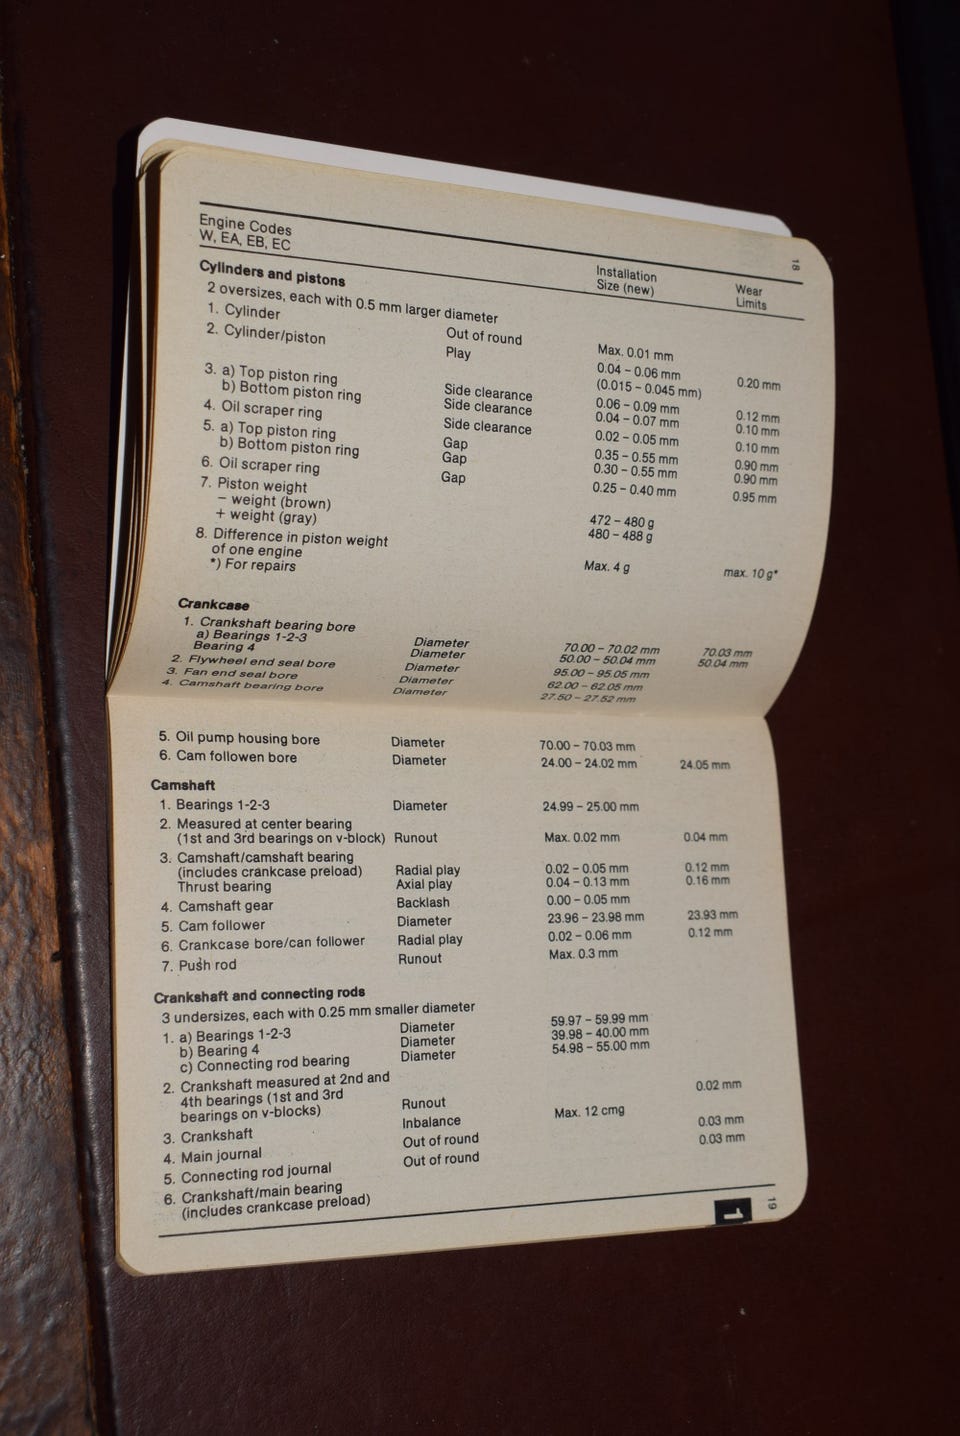 18
Engine Codes
W, EA, EB, EC
Installation Size (new) Wear Limits
Cylinders and pistons
2 oversizes, each with 0.5 mm larger diameter
1. Cylinder Out of round Max. 0.01 mm
2. Cylinder/piston Play 0.04 – 0.06 mm 0.20 mm
(0.015 – 0.045 mm)
3. a) Top piston ring Side clearance 0.06 – 0.09 mm 0.12 mm
b) Bottom piston ring Side clearance 0.04 – 0.07 mm 0.10 mm
4. Oil scraper ring Side clearance 0.02 – 0.05 mm 0.10 mm
5. a) Top piston ring Gap 0.35 – 0.55 mm 0.90 mm
b) Bottom piston ring Gap 0.30 – 0.55 mm 0.90 mm
6. Oil scraper ring Gap 0.25 – 0.40 mm 0.95 mm
7. Piston weight
– weight (brown) 472 – 480 g
+ weight (gray) 480 – 488 g
8. Difference in piston weight
of one engine Max. 4 g max. 10 g*
*) For repairs
Crankcase
1. Crankshaft bearing bore
a) Bearings 1-2-3 Diameter 70.00 – 70.02 mm 70.03 mm
Bearing 4 Diameter 50.00 – 50.04 mm 50.04 mm
2. Flywheel end seal bore Diameter 95.00 – 95.05 mm
3. Fan end seal bore Diameter 62.00 – 62.05 mm
4. Camshaft bearing bore Diameter 27.50 – 27.52 mm
5. Oil pump housing bore Diameter 70.00 – 70.03 mm
6. Cam followen bore Diameter 24.00 – 24.02 mm 24.05 mm
Camshaft
1. Bearings 1-2-3 Diameter 24.99 – 25.00 mm
2. Measured at center bearing
(1st and 3rd bearings on v-block) Runout Max. 0.02 mm 0.04 mm
3. Camshaft/camshaft bearing
(includes crankcase preload) Radial play 0.02 – 0.05 mm 0.12 mm
Thrust bearing Axial play 0.04 – 0.13 mm 0.16 mm
4. Camshaft gear Backlash 0.00 – 0.05 mm
5. Cam follower Diameter 23.96 – 23.98 mm 23.93 mm
6. Crankcase bore/can follower Radial play 0.02 – 0.06 mm 0.12 mm
7. Push rod Runout Max. 0.3 mm
Crankshaft and connecting rods
3 undersizes, each with 0.25 mm smaller diameter
1. a) Bearings 1-2-3 Diameter 59.97 – 59.99 mm
b) Bearing 4 Diameter 39.98 – 40.00 mm
c) Connecting rod bearing Diameter 54.98 – 55.00 mm
2. Crankshaft measured at 2nd and
4th bearings (1st and 3rd
bearings on v-blocks) Runout 0.02 mm
3. Crankshaft Inbalance Max. 12 cmg
4. Main journal Out of round 0.03 mm
5. Connecting rod journal Out of round 0.03 mm
6. Crankshaft/main bearing
(includes crankcase preload)
1
19